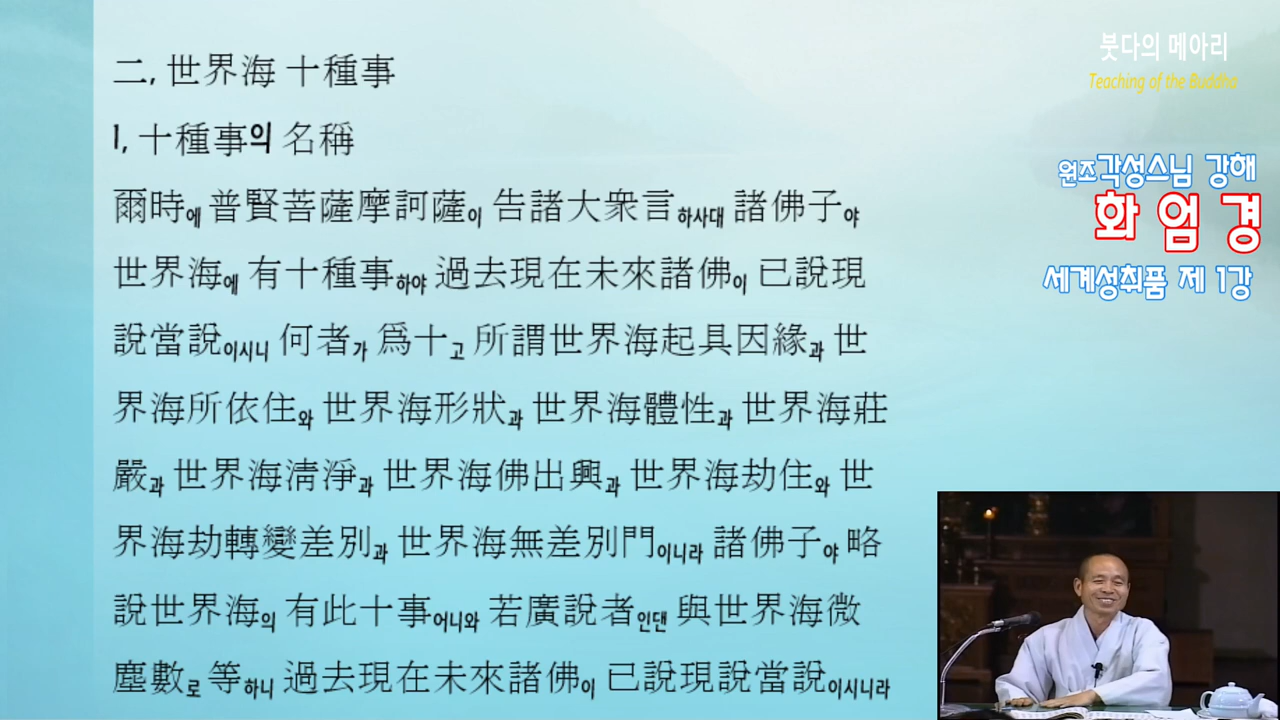 二, 世界海 十種事
1, 十種事의 名稱
爾時에 普賢菩薩摩訶薩이 告諸大衆言하사대 諸佛子야
世界海에 有十種事하야 過去現在未來諸佛이 已說現
說當說이시니 何者가 爲十고 所謂世界海起具因緣과 世
界海所依住와 世界海形狀과 世界海體性과 世界海莊
嚴과 世界海淸淨과 世界海佛出興과 世界海劫住와 世
界海劫轉變差別과 世界海無差別門이니라 諸佛子야 略
說世界海의 有此十事어니와 若廣說者인댄 與世界海微
塵數로 等하니 過去現在未來諸佛이 已說現說當說이시니라
붓다의 메아리
Teaching of the Buddha
원조각성스님 강해
화엄경
세계성취품 제 1강